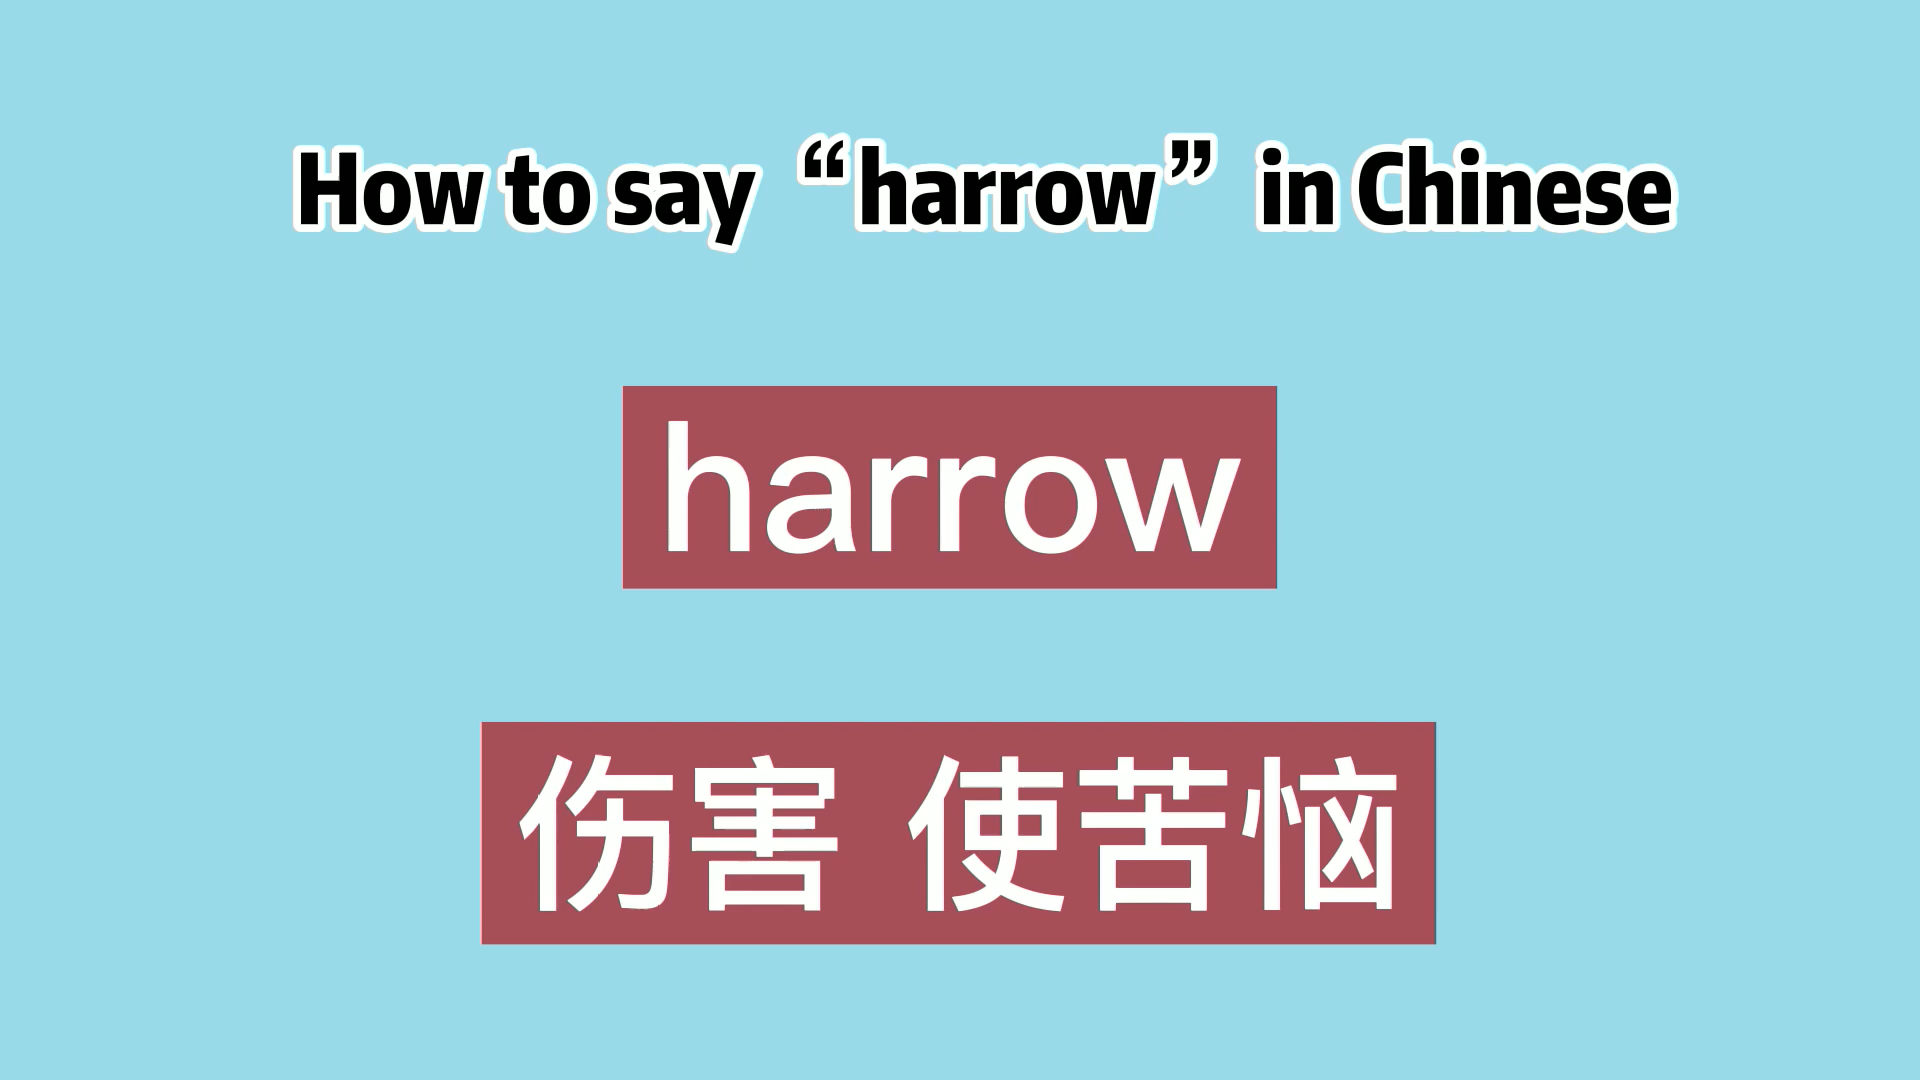 How to say “harrow” in Chinese
harrow
伤害 使苦恼